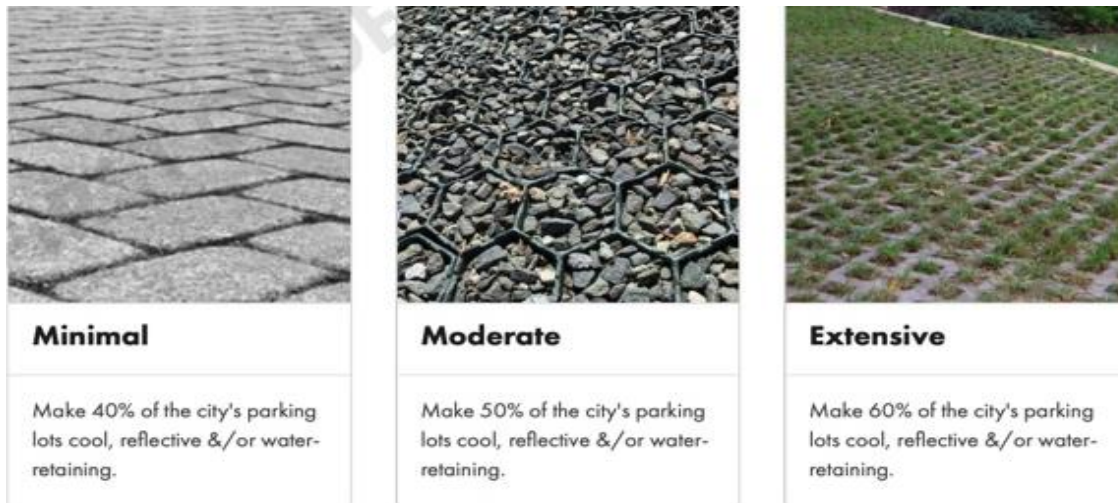 Minimal
Make 40% of the city's parking
lots cool, reflective &/or water-
retaining.
Moderate
Make 50% of the city's parking
lots cool, reflective &/or water-
retaining.
Extensive
Make 60% of the city's parking
lots cool, reflective &/or water-
retaining.